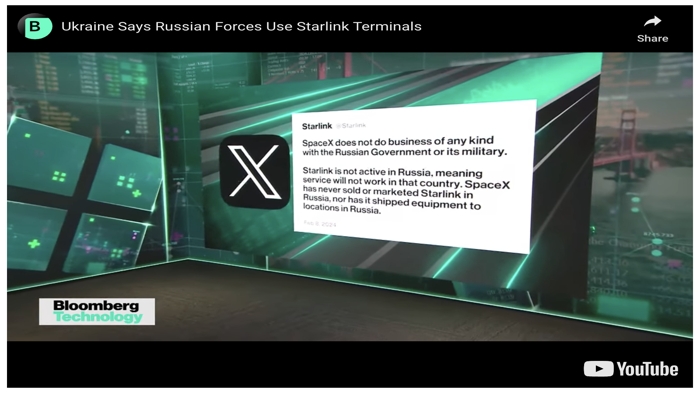 B
Ukraine Says Russian Forces Use Starlink Terminals
Share
Starlink @Starlink
SpaceX does not do business of any kind
with the Russian Government or its military.
Starlink is not active in Russia, meaning
service will not work in that country. SpaceX
has never sold or marketed Starlink in
Russia, nor has it shipped equipment to
locations in Russia.
Bloomberg
Technology
YouTube